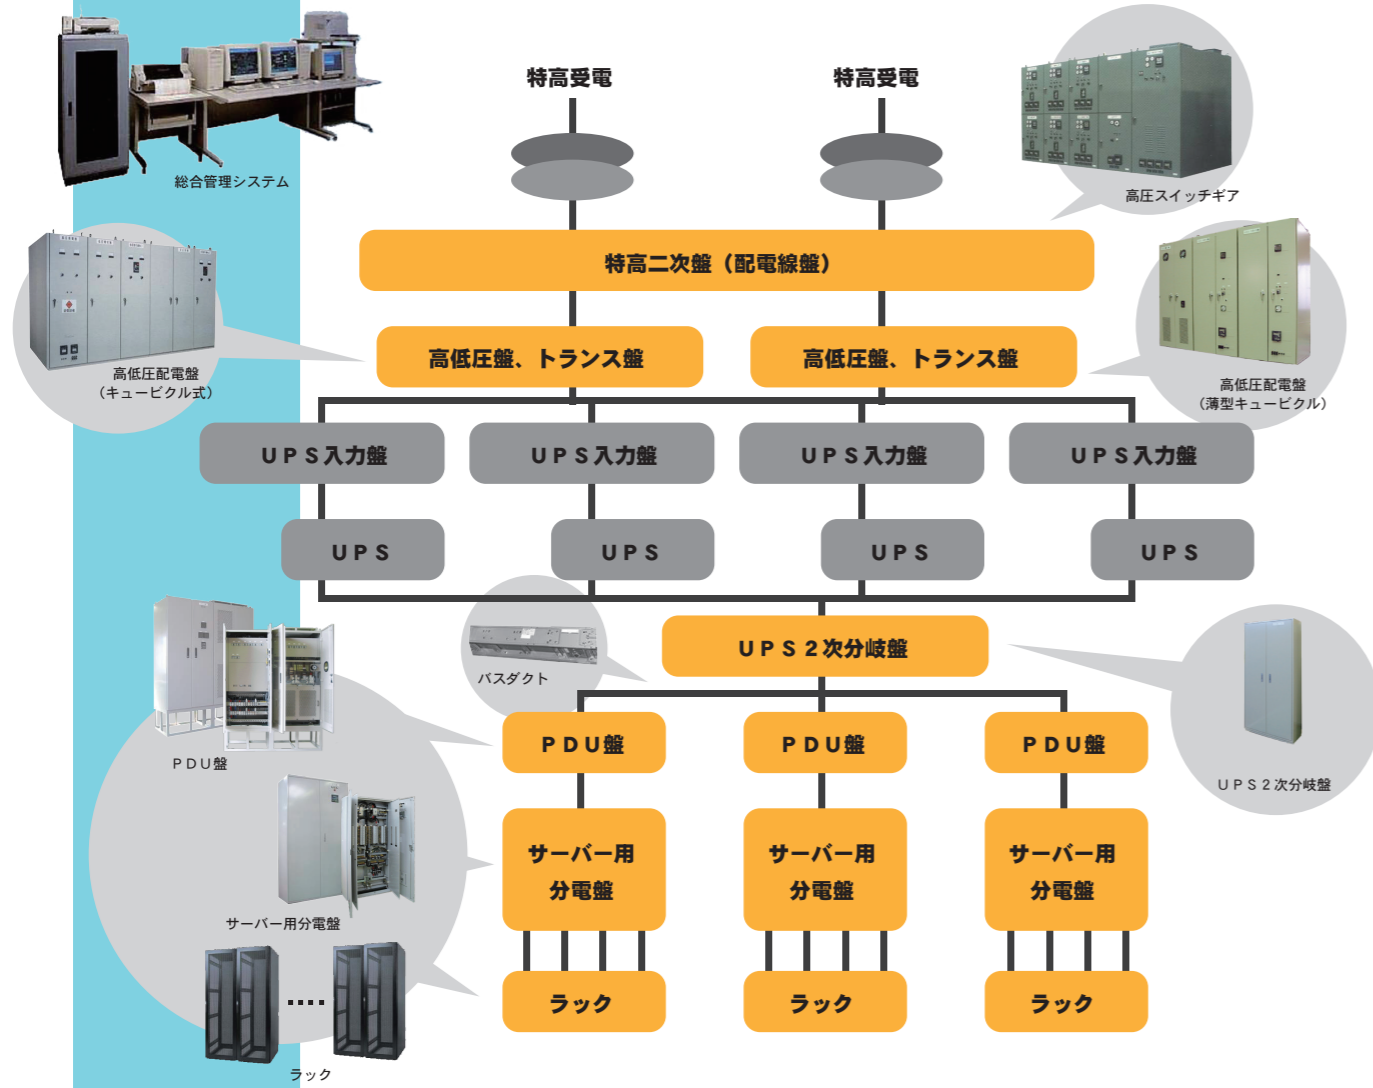 特高受電
特高受電
総合管理システム
高圧スイッチギア
特高二次盤（配電線盤）
高低圧盤、トランス盤
高低圧盤、トランス盤
高低圧配電盤
（キュービクル式）
高低圧配電盤
（薄型キュービクル）
ＵＰＳ入力盤
ＵＰＳ入力盤
ＵＰＳ入力盤
ＵＰＳ入力盤
ＵＰＳ
ＵＰＳ
ＵＰＳ
ＵＰＳ
ＵＰＳ２次分岐盤
バスダクト
ＰＤＵ盤
ＰＤＵ盤
ＰＤＵ盤
ＰＤＵ盤
ＵＰＳ２次分岐盤
サーバー用
分電盤
サーバー用
分電盤
サーバー用
分電盤
サーバー用分電盤
ラック
ラック
ラック
ラック